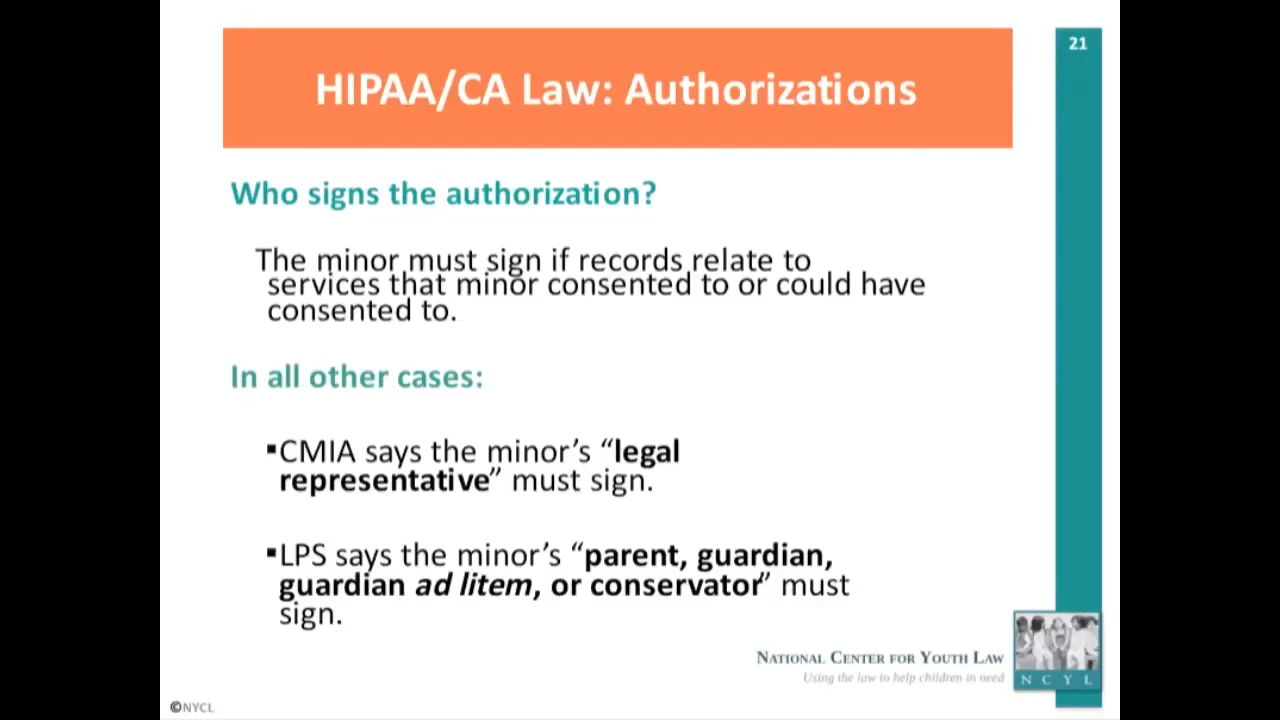 21
HIPAA/CA Law: Authorizations
Who signs the authorization?
The minor must sign if records relate to
services that minor consented to or could have
consented to.
In all other cases:
▪CMIA says the minor’s “legal
representative” must sign.
▪LPS says the minor’s “parent, guardian,
guardian ad litem, or conservator” must
sign.
NATIONAL CENTER FOR YOUTH LAW
Using the law to help children in need
N C Y L
©NYCL